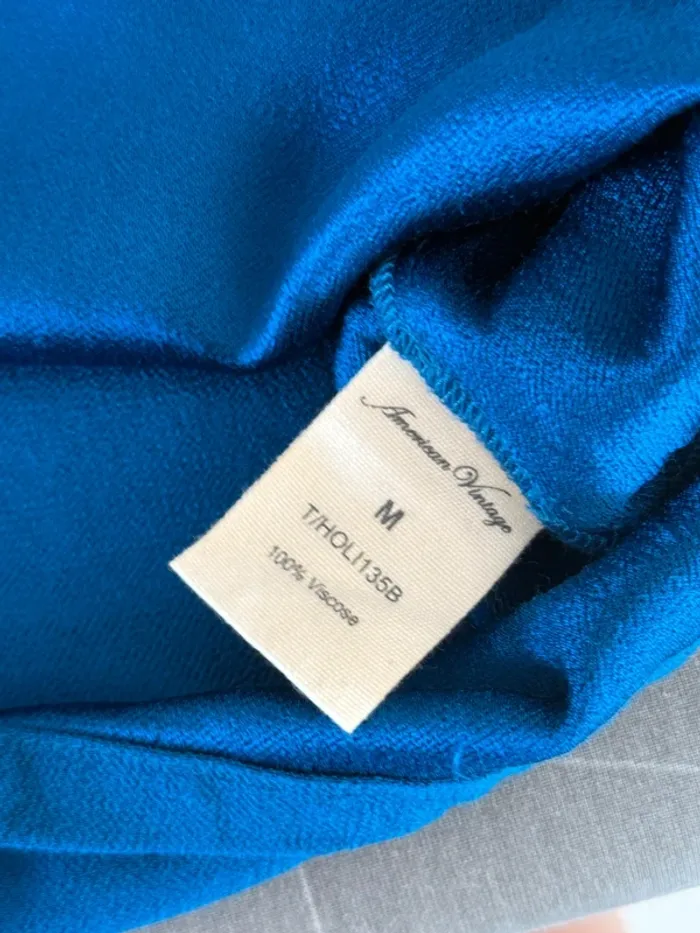 American Vintage
M
T/HOLI135B
100% Viscose